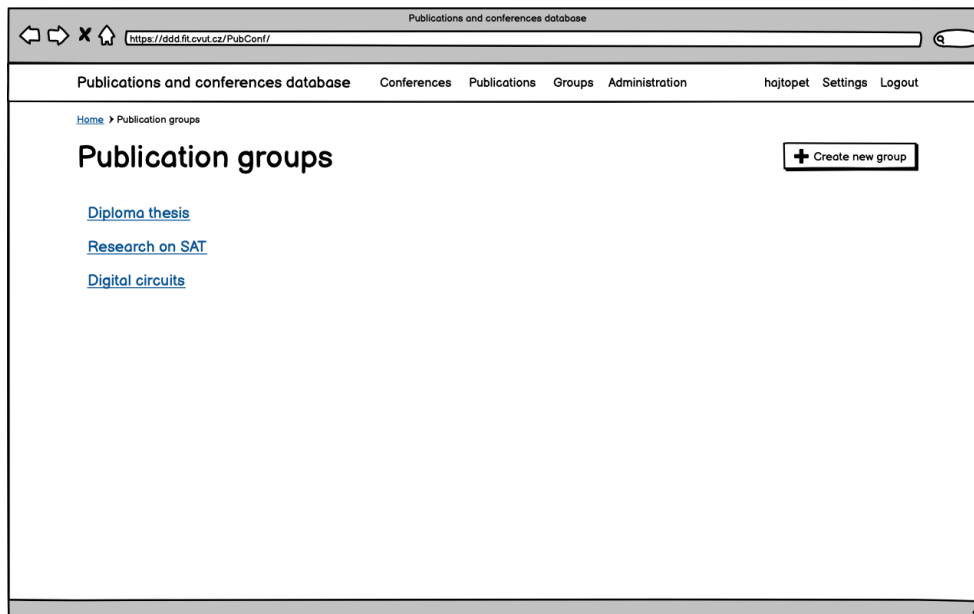 Publications and conferences database
https://ddd.fit.cvut.cz/PubConf/
Publications and conferences database Conferences Publications Groups Administration hajtopet Settings Logout
Home Publication groups
Publication groups
Create new group
Diploma thesis
Research on SAT
Digital circuits